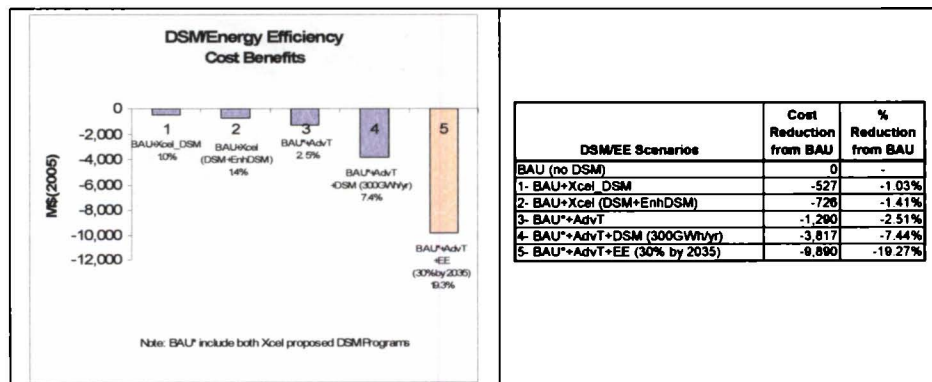 DSM/Energy Efficiency
Cost Benefits
M$(2005)
0
-2,000
-4,000
-6,000
-8,000
-10,000
-12,000
1
BAU+Xcel_DSM
1.0%
2
BAU+Xcel
(DSM+EnhDSM)
1.4%
3
BAU*+AdvT
2.5%
4
BAU*+AdvT
+DSM (300GWh/yr)
7.4%
5
BAU*+AdvT
+EE
(30%by 2035)
19.3%
Note: BAU* include both Xcel proposed DSM Programs
DSM/EE Scenarios Cost Reduction from BAU % Reduction from BAU
BAU (no DSM) 0 -
1- BAU+Xcel_DSM -527 -1.03%
2- BAU+Xcel (DSM+EnhDSM) -726 -1.41%
3- BAU*+AdvT -1,290 -2.51%
4- BAU*+AdvT+DSM (300GWh/yr) -3,817 -7.44%
5- BAU*+AdvT+EE (30% by 2035) -9,890 -19.27%